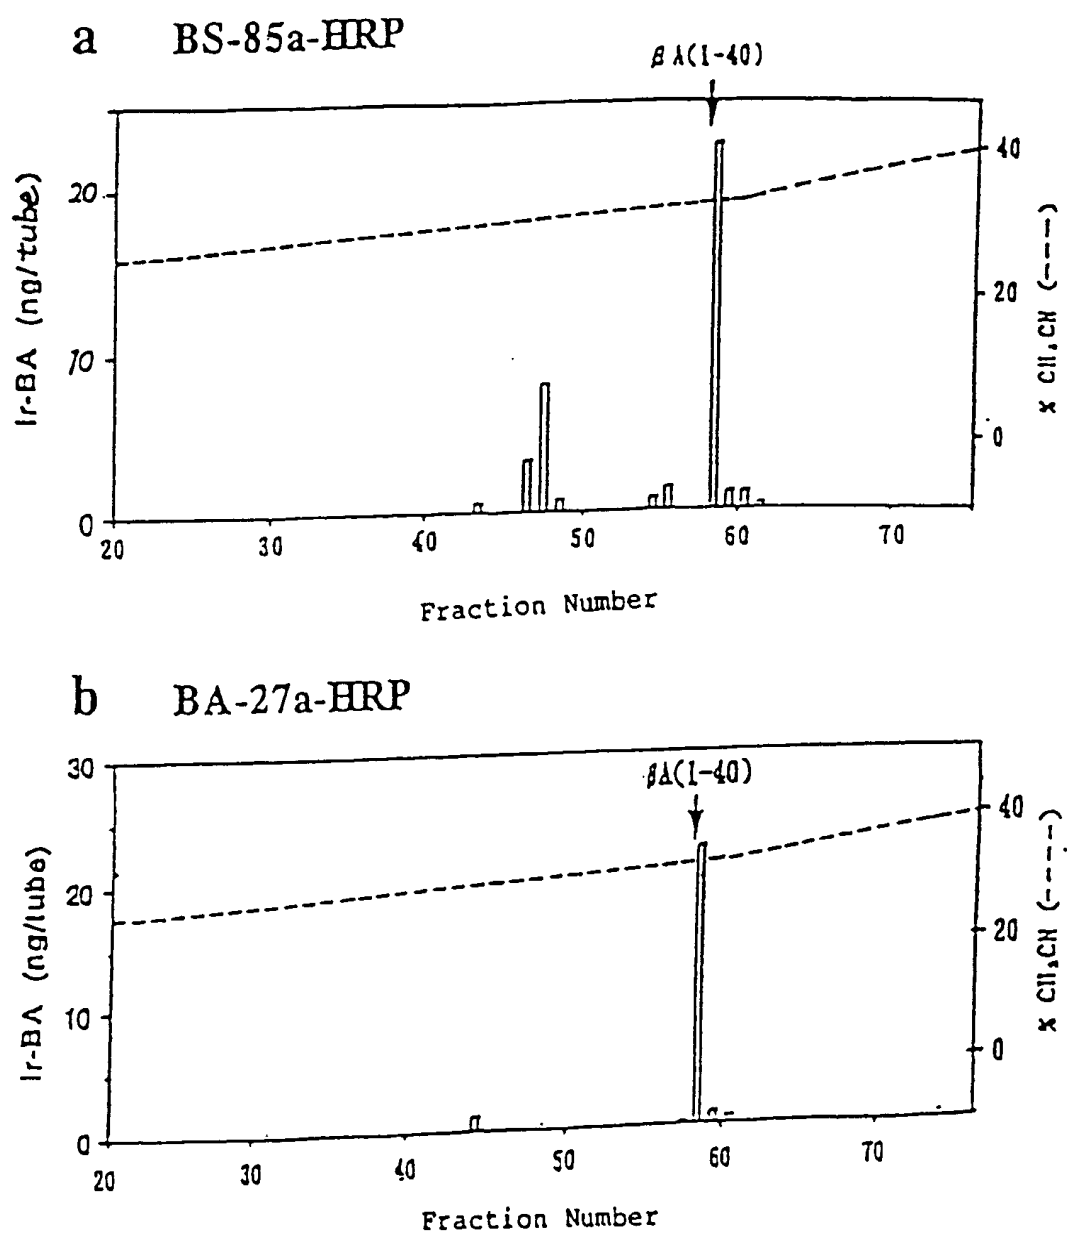 a BS-85a-HRP
β A(1-40)
Ir-BA (ng/tube)
20
10
0
40
20
0
% CH₃CN (---)
20 30 40 50 60 70
Fraction Number
b BA-27a-HRP
βA(1-40)
Ir-BA (ng/tube)
30
20
10
0
40
20
0
% CH₃CN (----)
20 30 40 50 60 70
Fraction Number